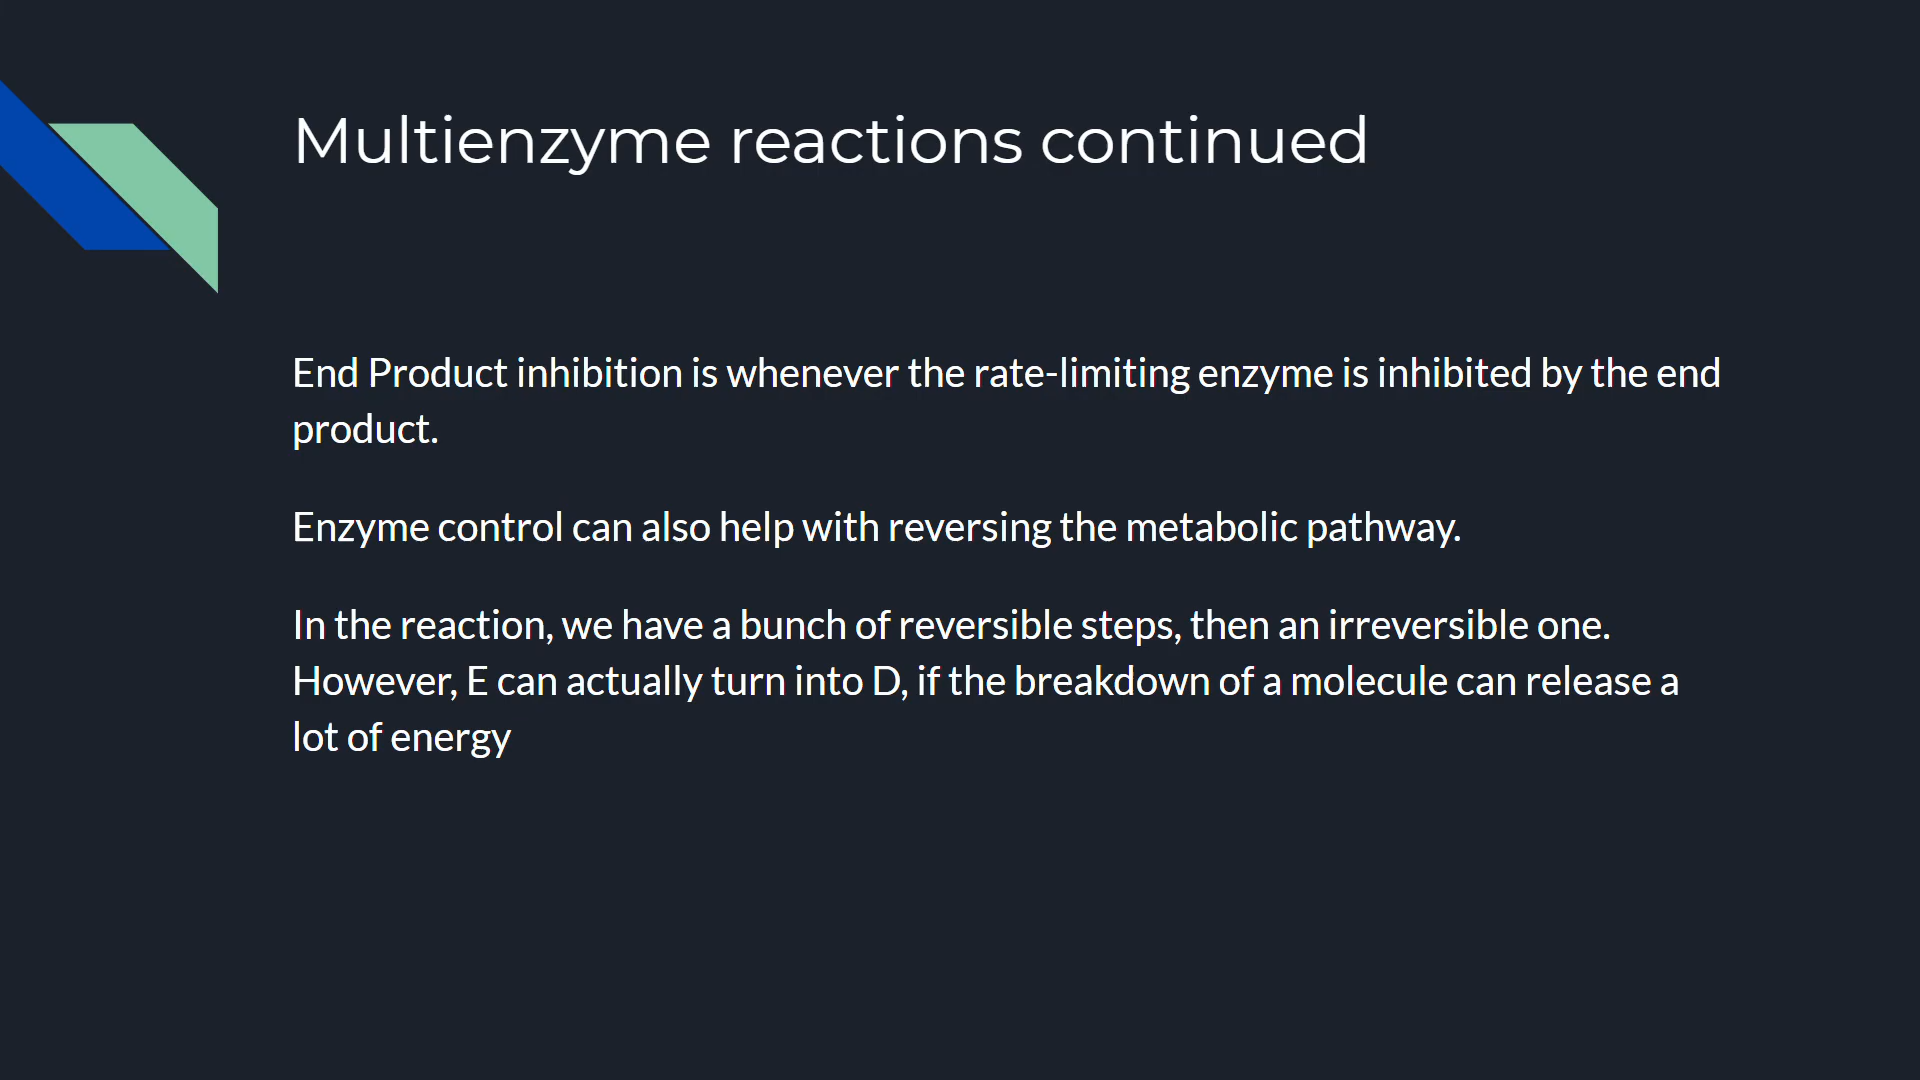 Multienzyme reactions continued
End Product inhibition is whenever the rate-limiting enzyme is inhibited by the end
product.
Enzyme control can also help with reversing the metabolic pathway.
In the reaction, we have a bunch of reversible steps, then an irreversible one.
However, E can actually turn into D, if the breakdown of a molecule can release a
lot of energy